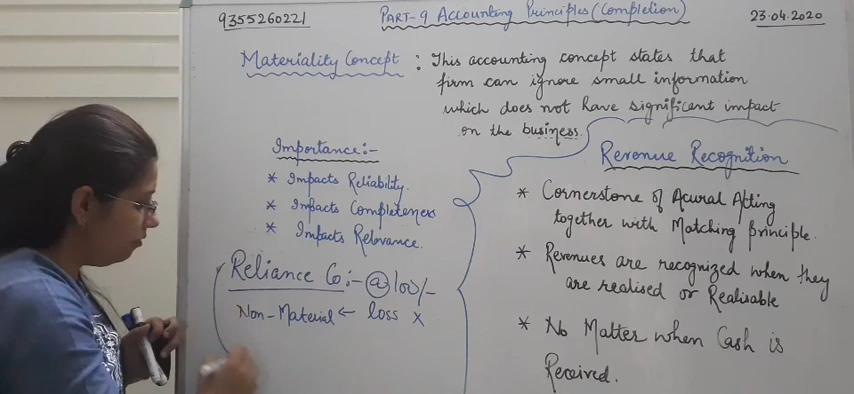 9355260221
PART-9 Accounting Principles (Completion)
23.04.2020
Materiality Concept : This accounting concept states that
firm can ignore small information
which does not have significant impact
on the business.
Importance:-
* Impacts Reliability.
* Impacts Completeness
* Impacts Relevance.
Reliance Co:- @ 100/-
Non-Material ← loss X
Revenue Recognition
* Cornerstone of Acural Actting
together with Matching principle.
* Revenues are recognized when they
are realised or Realisable
* No Matter when Cash is
Received.